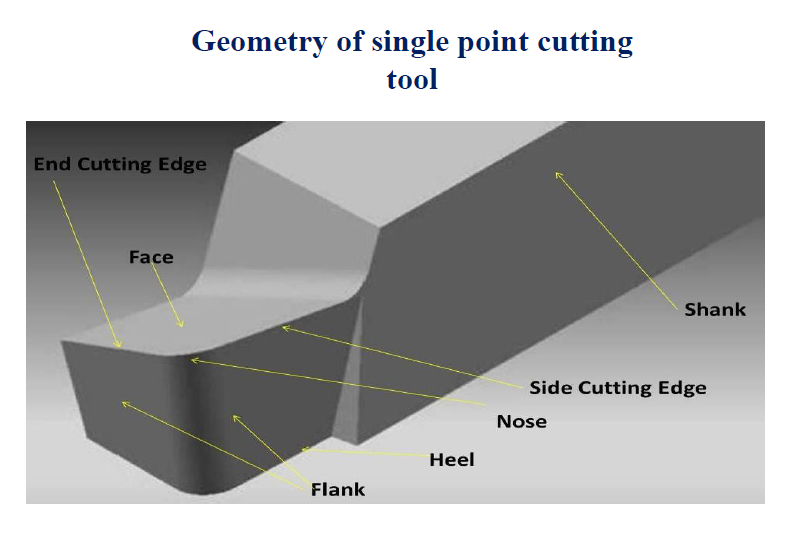 Geometry of single point cutting
tool
End Cutting Edge
Face
Shank
Side Cutting Edge
Nose
Heel
Flank